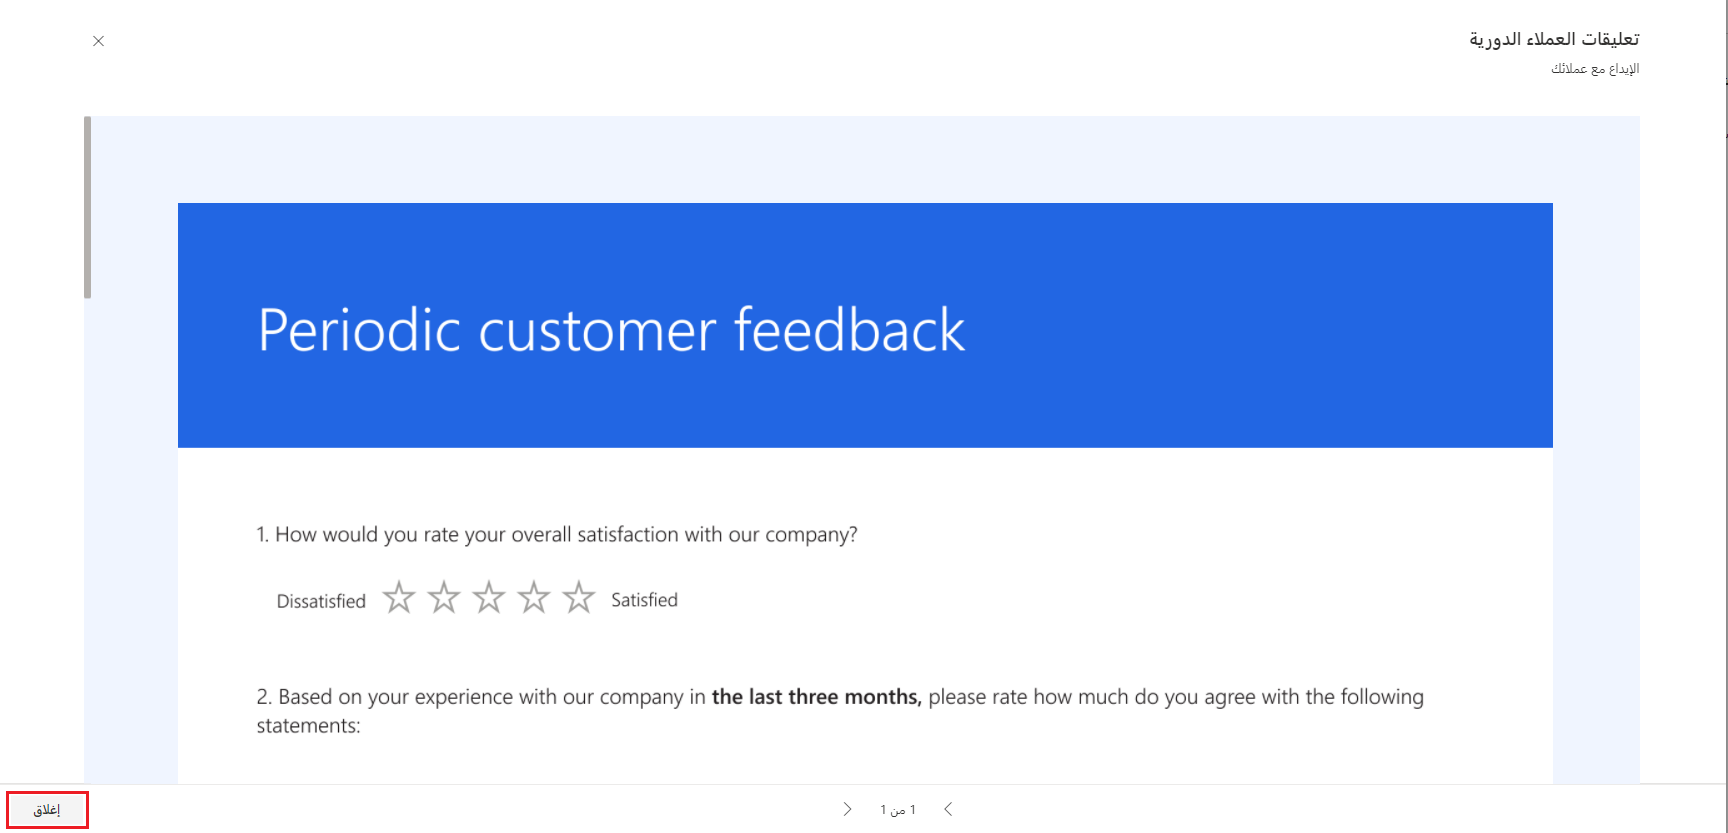 تعليقات العملاء الدورية
الإيداع مع عملائك
Periodic customer feedback
1. How would you rate your overall satisfaction with our company?
Dissatisfied Satisfied
2. Based on your experience with our company in the last three months, please rate how much do you agree with the following
statements:
1 من 1
إغلاق